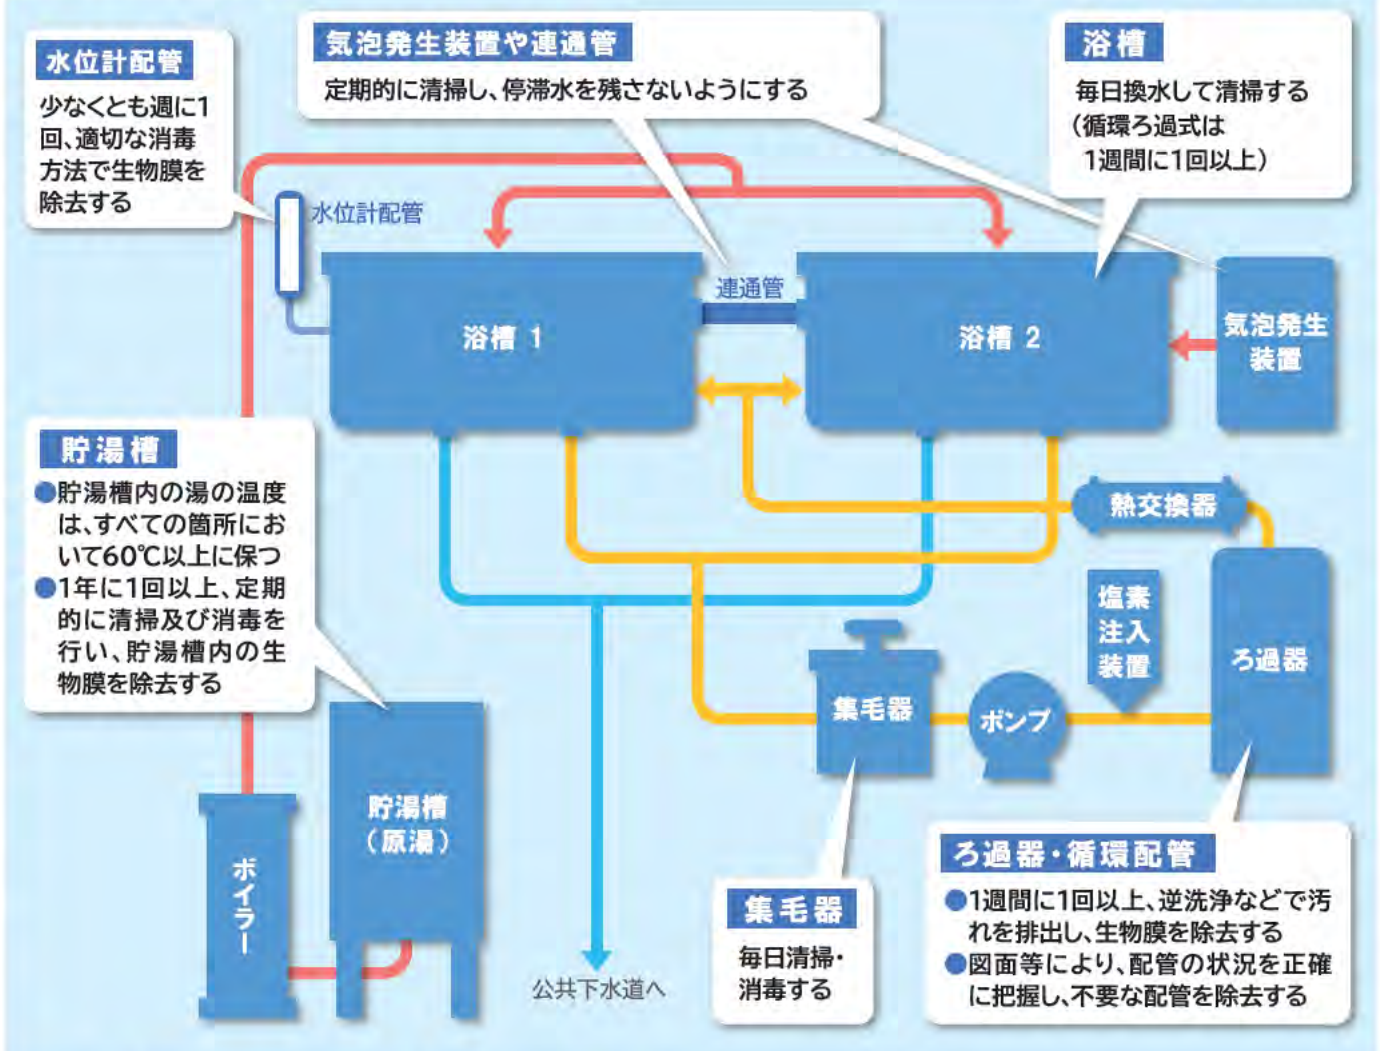 水位計配管
少なくとも週に1
回、適切な消毒
方法で生物膜を
除去する
気泡発生装置や連通管
定期的に清掃し、停滞水を残さないようにする
浴槽
毎日換水して清掃する
（循環ろ過式は
1週間に1回以上）
水位計配管
連通管
浴槽 1
浴槽 2
気泡発生
装置
貯湯槽
●貯湯槽内の湯の温度
は、すべての箇所にお
いて60℃以上に保つ
●1年に1回以上、定期
的に清掃及び消毒を
行い、貯湯槽内の生
物膜を除去する
熱交換器
塩素
注入
装置
ろ過器
集毛器
ポンプ
貯湯槽
（原湯）
ボイラー
公共下水道へ
集毛器
毎日清掃・
消毒する
ろ過器・循環配管
●1週間に1回以上、逆洗浄などで汚
れを排出し、生物膜を除去する
●図面等により、配管の状況を正確
に把握し、不要な配管を除去する